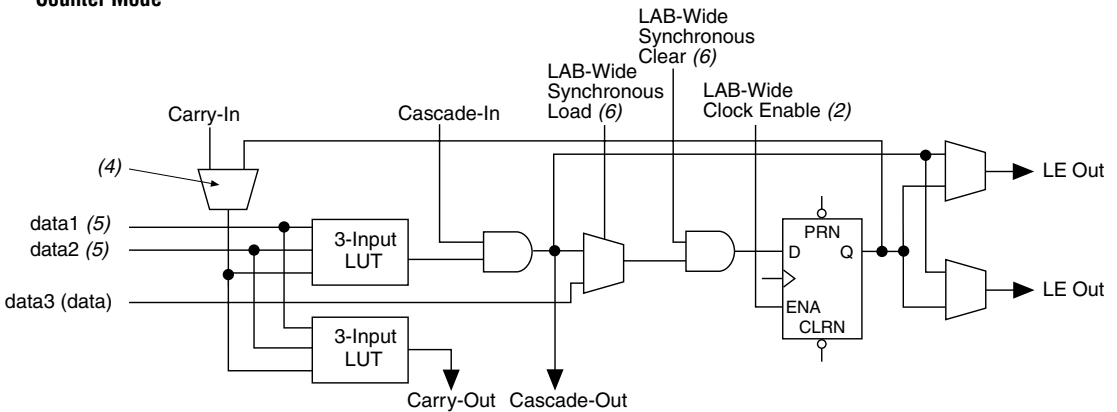 Counter Mode
LAB-Wide
Synchronous
Clear (6)
LAB-Wide
Synchronous
Load (6)
LAB-Wide
Clock Enable (2)
Carry-In
Cascade-In
(4)
LE Out
data1 (5)
data2 (5)
3-Input
LUT
PRN
D
Q
data3 (data)
LE Out
ENA
CLRN
3-Input
LUT
Carry-Out
Cascade-Out